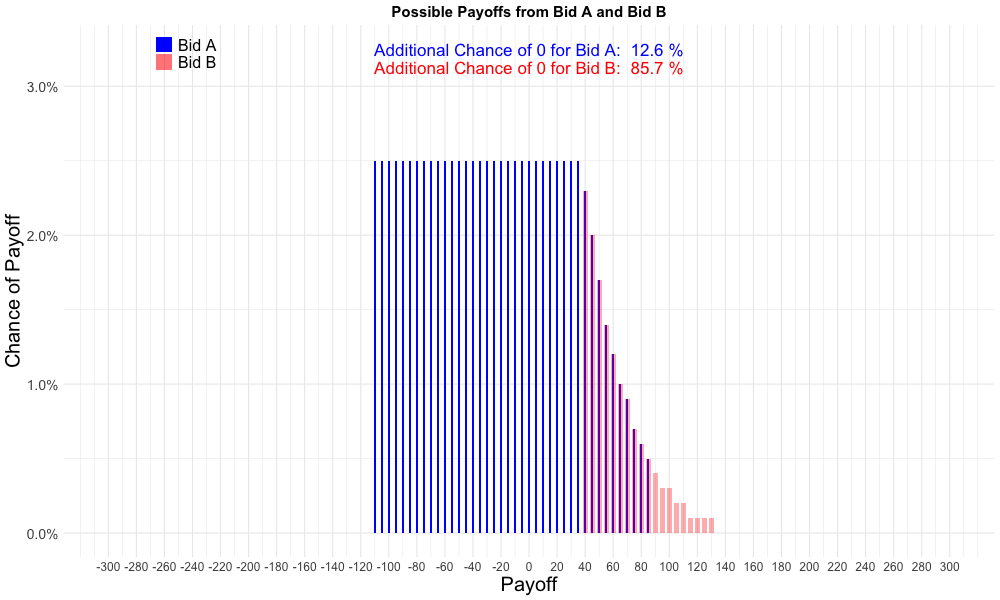 Possible Payoffs from Bid A and Bid B
Bid A
Bid B
Additional Chance of 0 for Bid A: 12.6 %
Additional Chance of 0 for Bid B: 85.7 %
Chance of Payoff
3.0%
2.0%
1.0%
0.0%
-300 -280 -260 -240 -220 -200 -180 -160 -140 -120 -100 -80 -60 -40 -20 0 20 40 60 80 100 120 140 160 180 200 220 240 260 280 300
Payoff